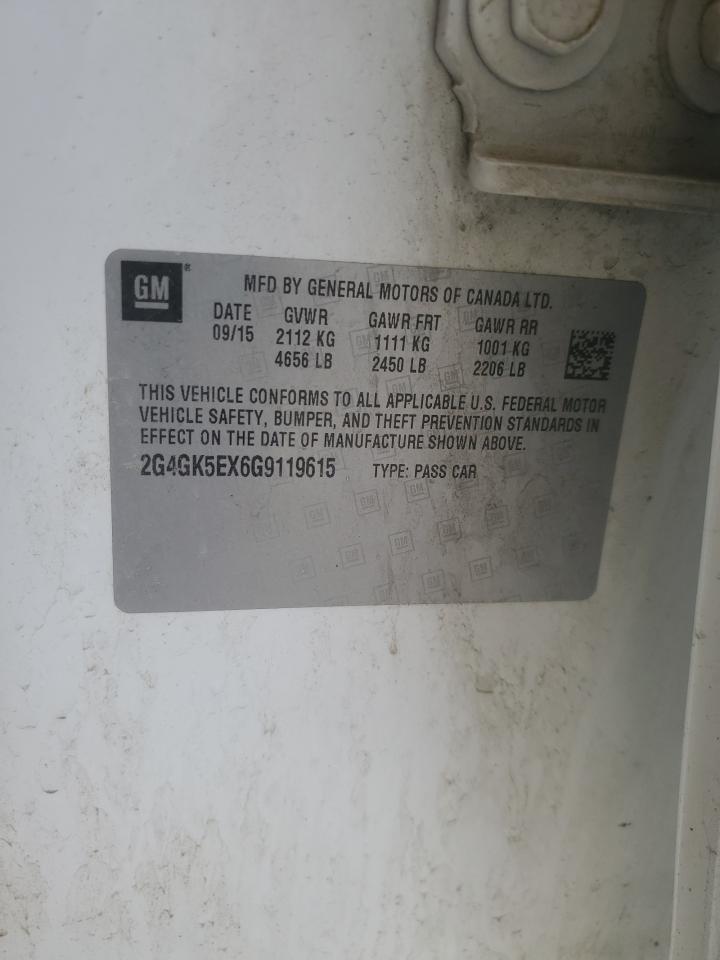 GM ®
MFD BY GENERAL MOTORS OF CANADA LTD.
DATE GVWR GAWR FRT GAWR RR
09/15 2112 KG 1111 KG 1001 KG
4656 LB 2450 LB 2206 LB
THIS VEHICLE CONFORMS TO ALL APPLICABLE U.S. FEDERAL MOTOR
VEHICLE SAFETY, BUMPER, AND THEFT PREVENTION STANDARDS IN
EFFECT ON THE DATE OF MANUFACTURE SHOWN ABOVE.
2G4GK5EX6G9119615 TYPE: PASS CAR